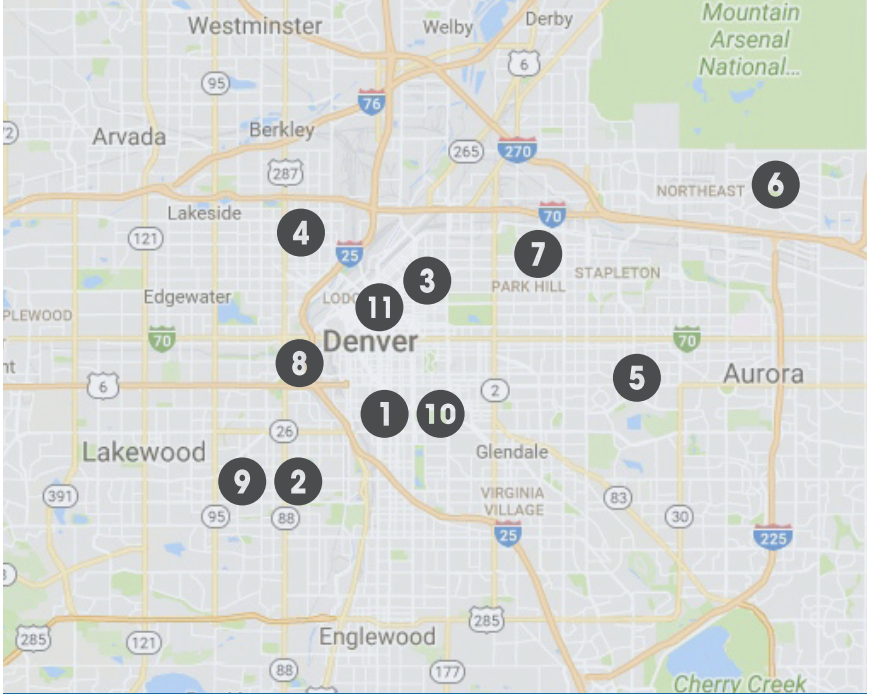 Mountain
Arsenal
National...
Westminster
Welby
Derby
6
95
76
Arvada
Berkley
265
270
287
NORTHEAST
6
Lakeside
70
4
121
25
7
STAPLETON
3
PARK HILL
Edgewater
LODO
11
PLEWOOD
70
Denver
70
8
5
Aurora
6
2
1
10
26
Lakewood
Glendale
9
2
391
VIRGINIA
VILLAGE
83
95
88
30
25
225
285
285
121
Englewood
88
177
Cherry Creek